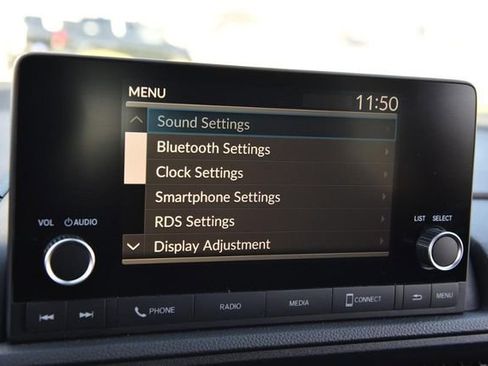 MENU
11:50
Sound Settings
Bluetooth Settings
Clock Settings
Smartphone Settings
RDS Settings
Display Adjustment
VOL AUDIO
LIST SELECT
PHONE RADIO MEDIA CONNECT MENU